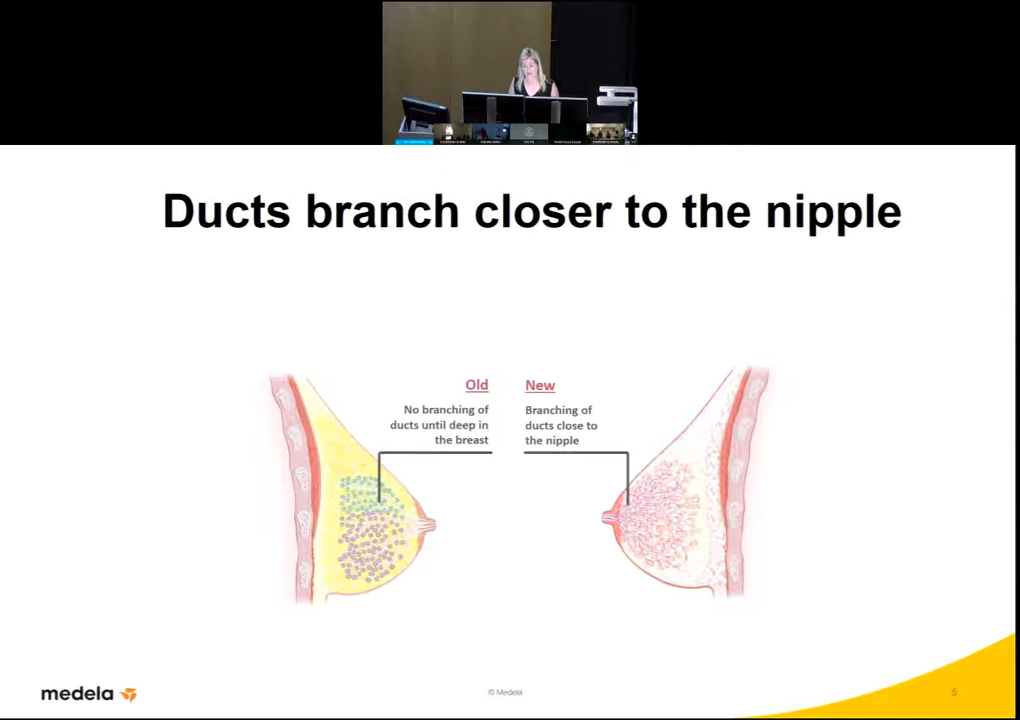 Ducts branch closer to the nipple
Old
No branching of
ducts until deep in
the breast
New
Branching of
ducts close to
the nipple
medela
© Medela
5